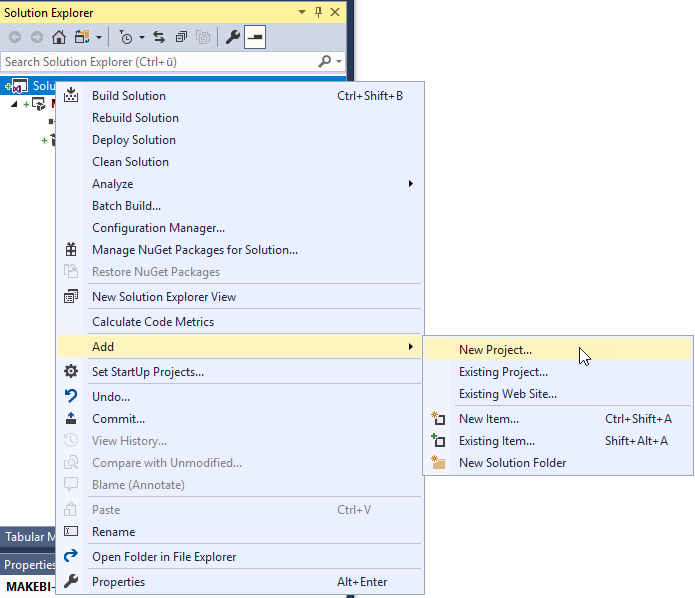 Solution Explorer
Search Solution Explorer (Ctrl+ü)
Solu
Build Solution Ctrl+Shift+B
Rebuild Solution
Deploy Solution
Clean Solution
Analyze
Batch Build...
Configuration Manager...
Manage NuGet Packages for Solution...
Restore NuGet Packages
New Solution Explorer View
Calculate Code Metrics
Add
New Project...
Set StartUp Projects...
Existing Project...
Undo...
Existing Web Site...
Commit...
New Item... Ctrl+Shift+A
View History...
Existing Item... Shift+Alt+A
Compare with Unmodified...
New Solution Folder
Blame (Annotate)
Paste Ctrl+V
Rename
Tabular M
Open Folder in File Explorer
Properties
Properties Alt+Enter
MAKEBI-